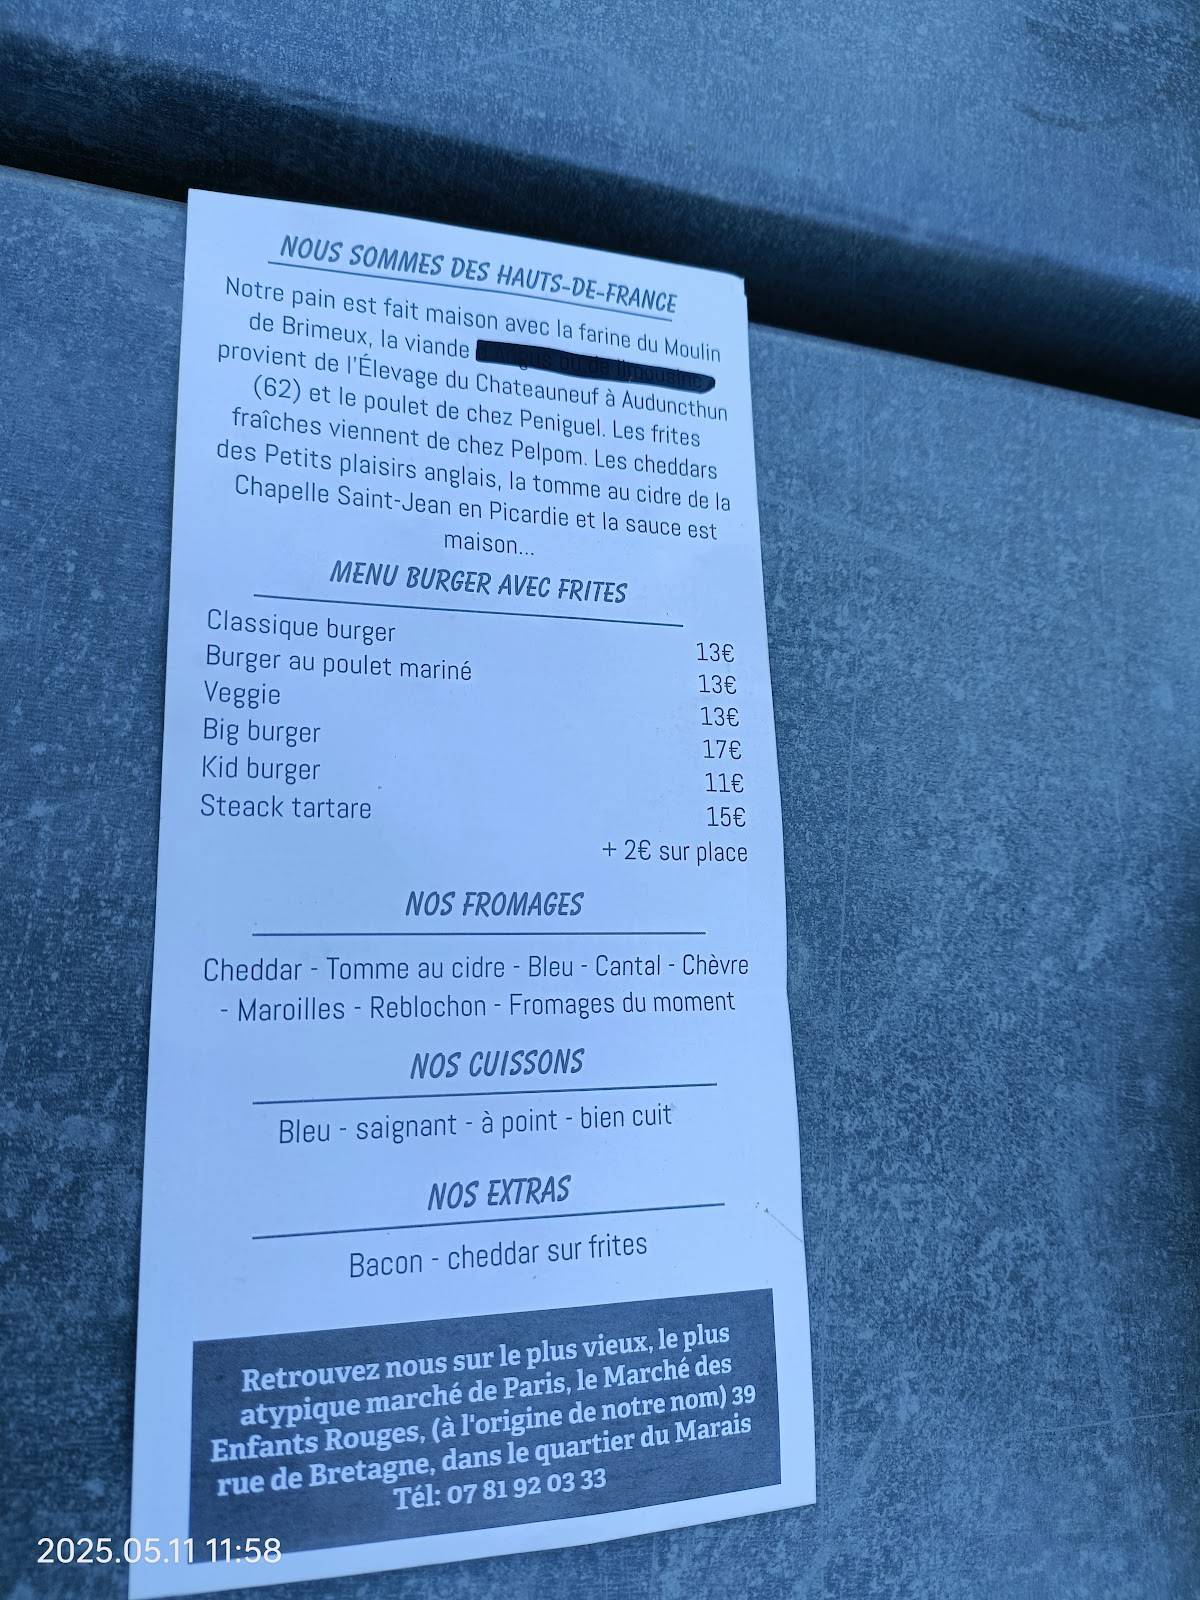 NOUS SOMMES DES HAUTS-DE-FRANCE
Notre pain est fait maison avec la farine du Moulin
de Brimeux, la viande d'Angus ou de limousine,
provient de l'Élevage du Chateauneuf à Auduncthun
(62) et le poulet de chez Peniguel. Les frites
fraîches viennent de chez Pelpom. Les cheddars
des Petits plaisirs anglais, la tomme au cidre de la
Chapelle Saint-Jean en Picardie et la sauce est
maison...
MENU BURGER AVEC FRITES
Classique burger 13€
Burger au poulet mariné 13€
Veggie 13€
Big burger 17€
Kid burger 11€
Steack tartare 15€
+ 2€ sur place
NOS FROMAGES
Cheddar - Tomme au cidre - Bleu - Cantal - Chèvre
- Maroilles - Reblochon - Fromages du moment
NOS CUISSONS
Bleu - saignant - à point - bien cuit
NOS EXTRAS
Bacon - cheddar sur frites
Retrouvez nous sur le plus vieux, le plus
atypique marché de Paris, le Marché des
Enfants Rouges, (à l'origine de notre nom) 39
rue de Bretagne, dans le quartier du Marais
Tél: 07 81 92 03 33
2025.05.11 11:58